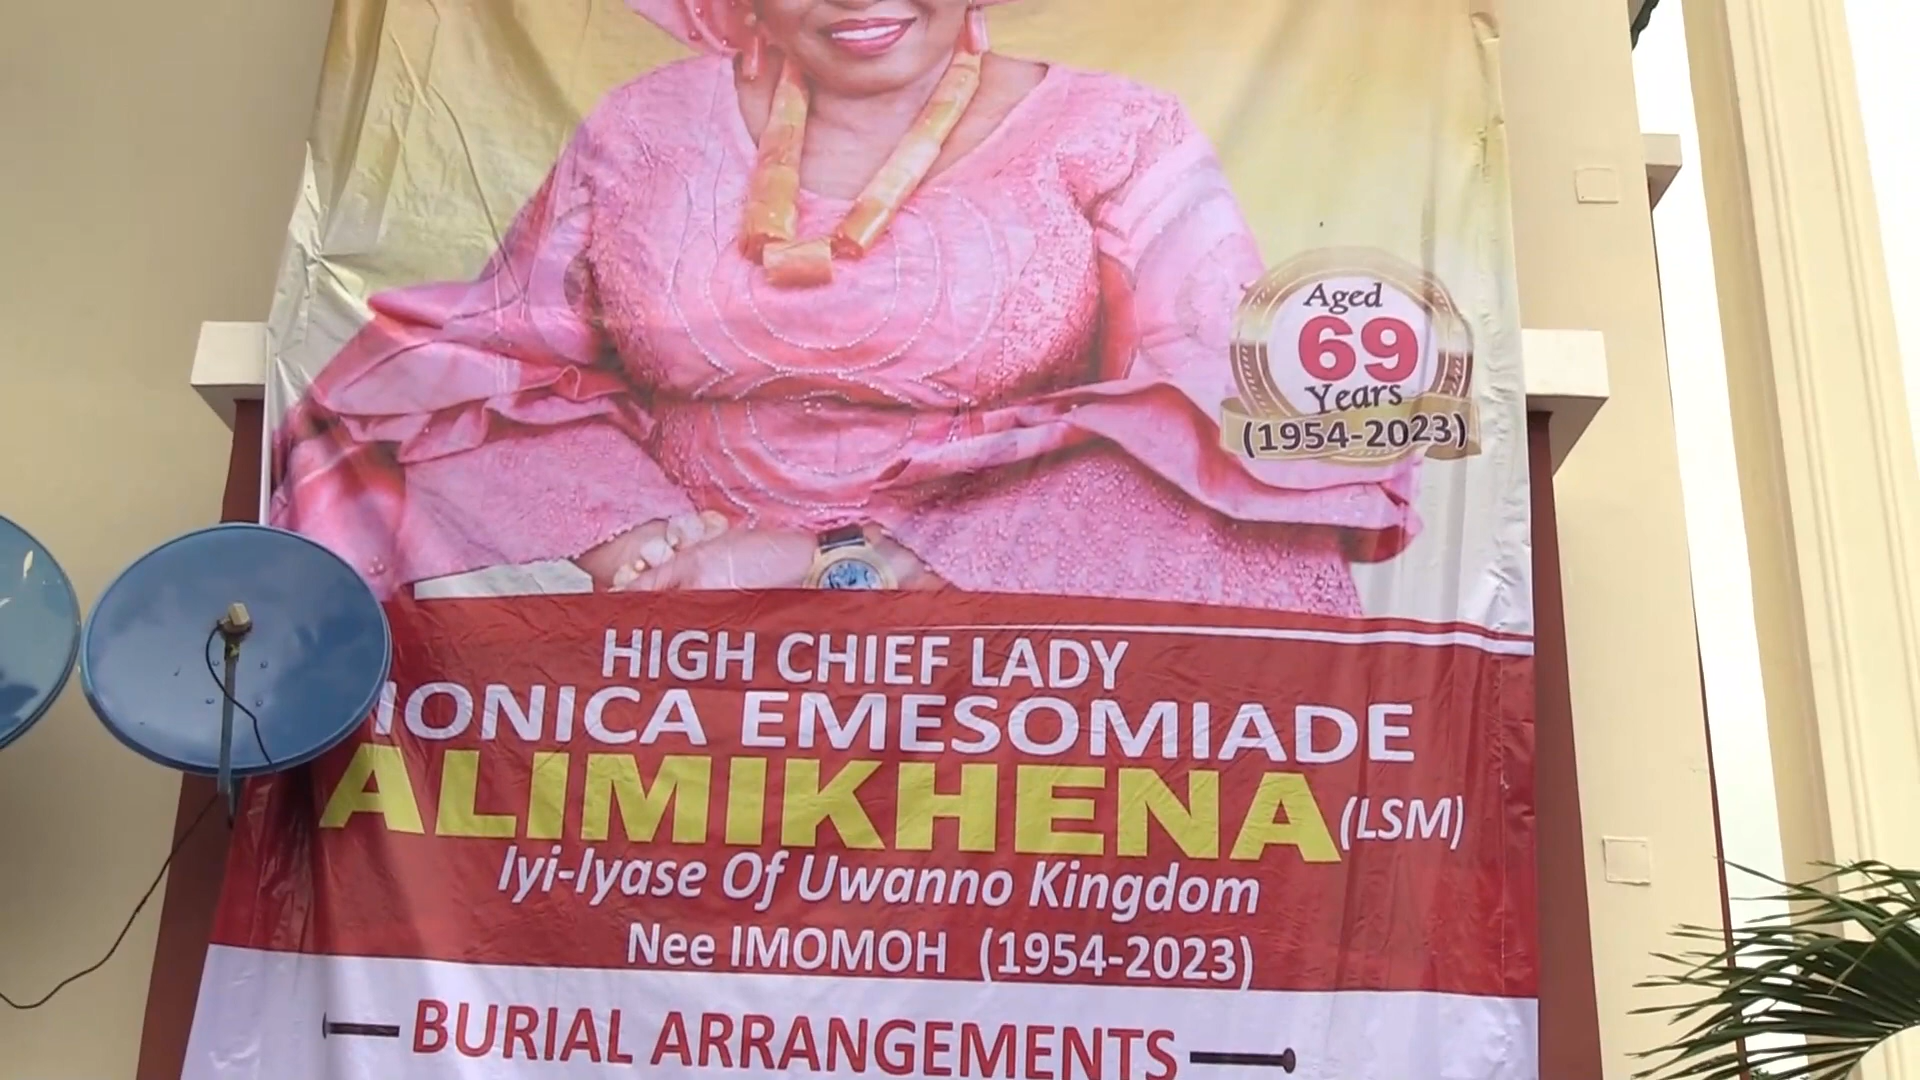 Aged
69
Years
(1954-2023)
HIGH CHIEF LADY
MONICA EMESOMIADE
ALIMIKHENA (LSM)
Iyi-Iyase Of Uwanno Kingdom
Nee IMOMOH (1954-2023)
BURIAL ARRANGEMENTS